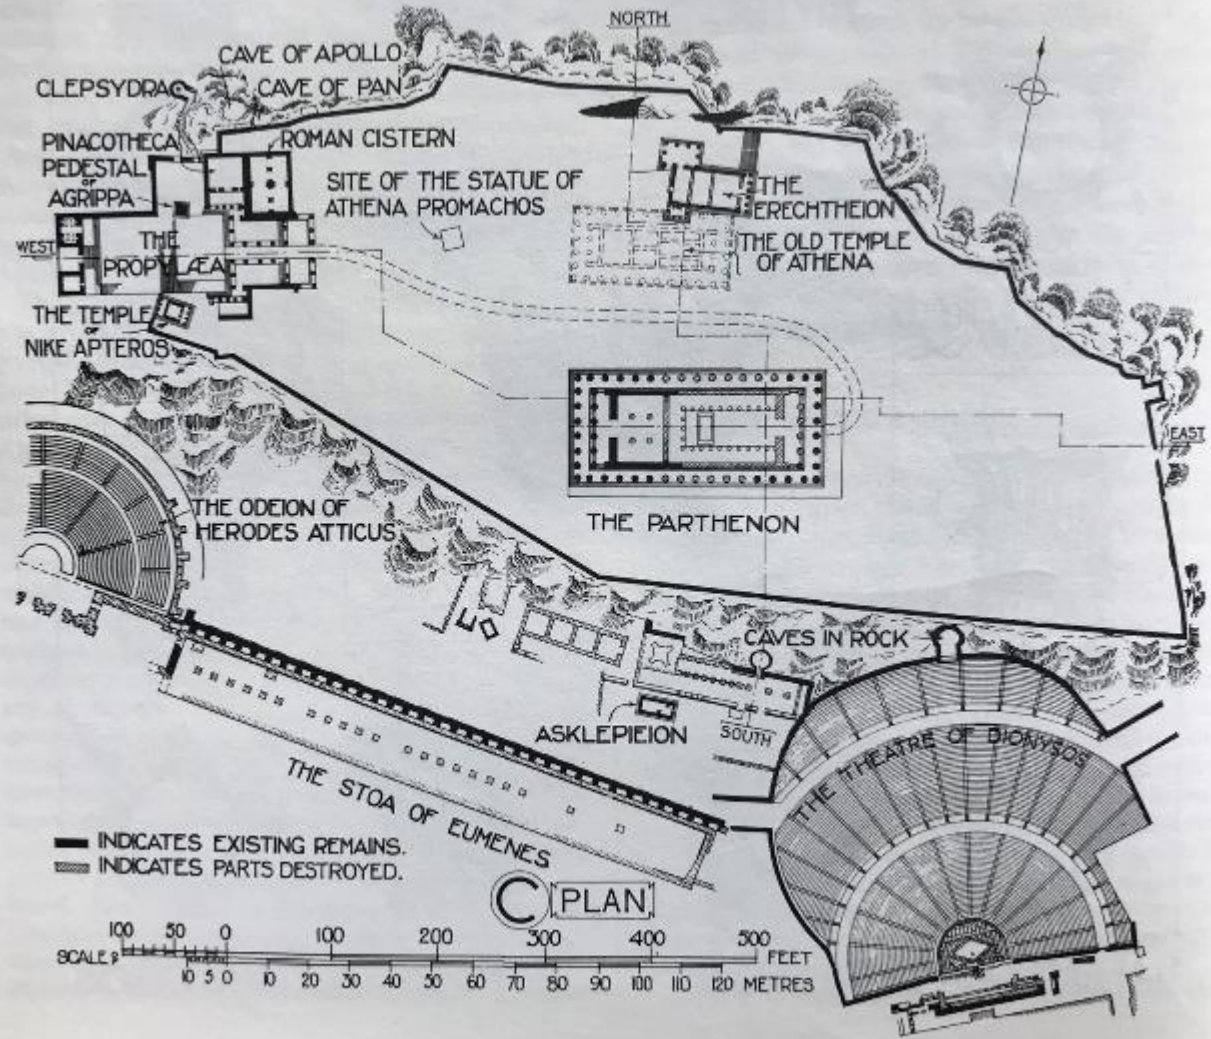 NORTH
CAVE OF APOLLO
CLEPSYDRA
CAVE OF PAN
PINACOTHECA
ROMAN CISTERN
PEDESTAL
OF
AGRIPPA
SITE OF THE STATUE OF
ATHENA PROMACHOS
THE
ERECHTHEION
WEST
THE
PROPYLÆA
THE OLD TEMPLE
OF ATHENA
THE TEMPLE
OF
NIKE APTEROS
EAST
THE ODEION OF
HERODES ATTICUS
THE PARTHENON
CAVES IN ROCK
ASKLEPIEION
SOUTH
THE THEATRE OF DIONYSOS
THE STOA OF EUMENES
INDICATES EXISTING REMAINS.
INDICATES PARTS DESTROYED.
C PLAN
100 50 0 100 200 300 400 500
SCALE OF FEET
10 5 0 10 20 30 40 50 60 70 80 90 100 110 120 METRES